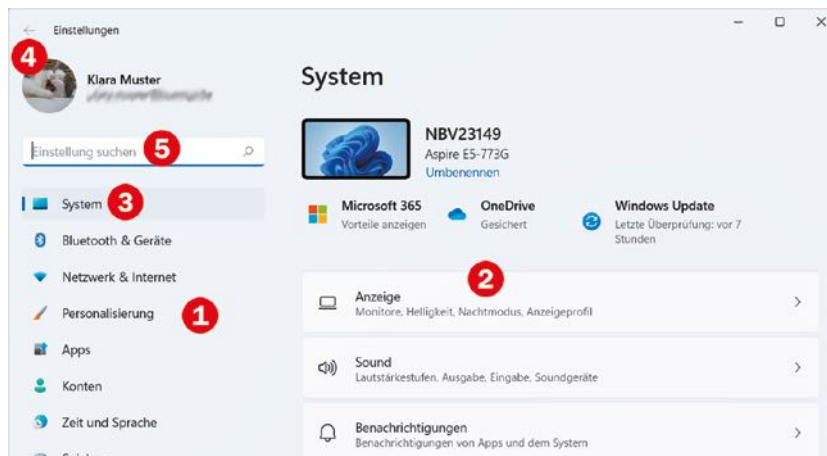 Einstellungen
4
Klara Muster
System
NBV23149
Aspire E5-773G
Umbenennen
Einstellung suchen 5
Microsoft 365
Vorteile anzeigen
OneDrive
Gesichert
Windows Update
Letzte Überprüfung: vor 7
Stunden
System 3
Bluetooth & Geräte
Netzwerk & Internet
Personalisierung 1
Apps
Konten
Zeit und Sprache
2
Anzeige
Monitore, Helligkeit, Nachtmodus, Anzeigeprofil
Sound
Lautstärkestufen, Ausgabe, Eingabe, Soundgeräte
Benachrichtigungen
Benachrichtigungen von Apps und dem System